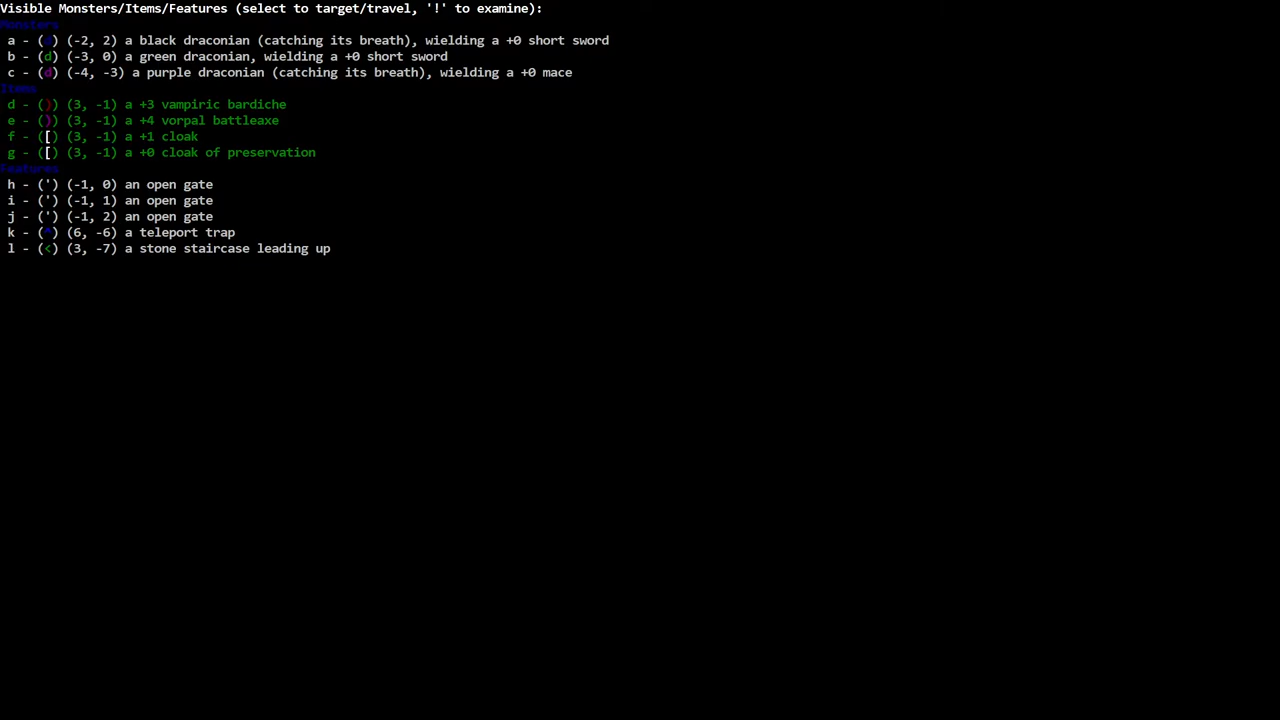 Visible Monsters/Items/Features (select to target/travel, '!' to examine):
Monsters
a - (d) (-2, 2) a black draconian (catching its breath), wielding a +0 short sword
b - (d) (-3, 0) a green draconian, wielding a +0 short sword
c - (d) (-4, -3) a purple draconian (catching its breath), wielding a +0 mace
Items
d - ()) (3, -1) a +3 vampiric bardiche
e - ()) (3, -1) a +4 vorpal battleaxe
f - ([) (3, -1) a +1 cloak
g - ([) (3, -1) a +0 cloak of preservation
Features
h - (') (-1, 0) an open gate
i - (') (-1, 1) an open gate
j - (') (-1, 2) an open gate
k - (^) (6, -6) a teleport trap
l - (<) (3, -7) a stone staircase leading up